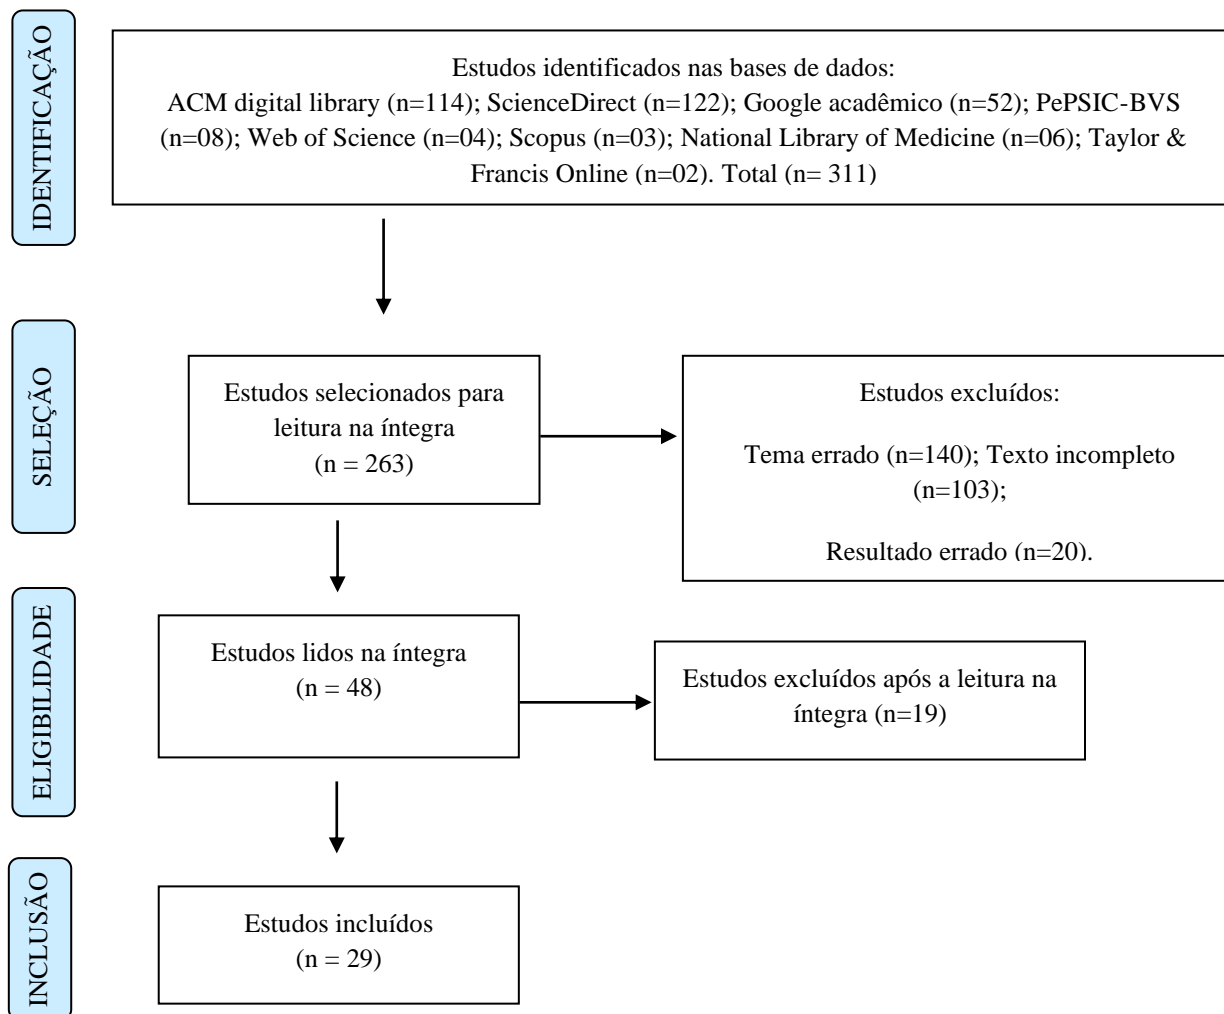 IDENTIFICAÇÃO
Estudos identificados nas bases de dados:
ACM digital library (n=114); ScienceDirect (n=122); Google acadêmico (n=52); PePSIC-BVS
(n=08); Web of Science (n=04); Scopus (n=03); National Library of Medicine (n=06); Taylor &
Francis Online (n=02). Total (n= 311)
SELEÇÃO
Estudos selecionados para
leitura na íntegra
(n = 263)
Estudos excluídos:
Tema errado (n=140); Texto incompleto
(n=103);
Resultado errado (n=20).
ELIGIBILIDADE
Estudos lidos na íntegra
(n = 48)
Estudos excluídos após a leitura na
íntegra (n=19)
INCLUSÃO
Estudos incluídos
(n = 29)